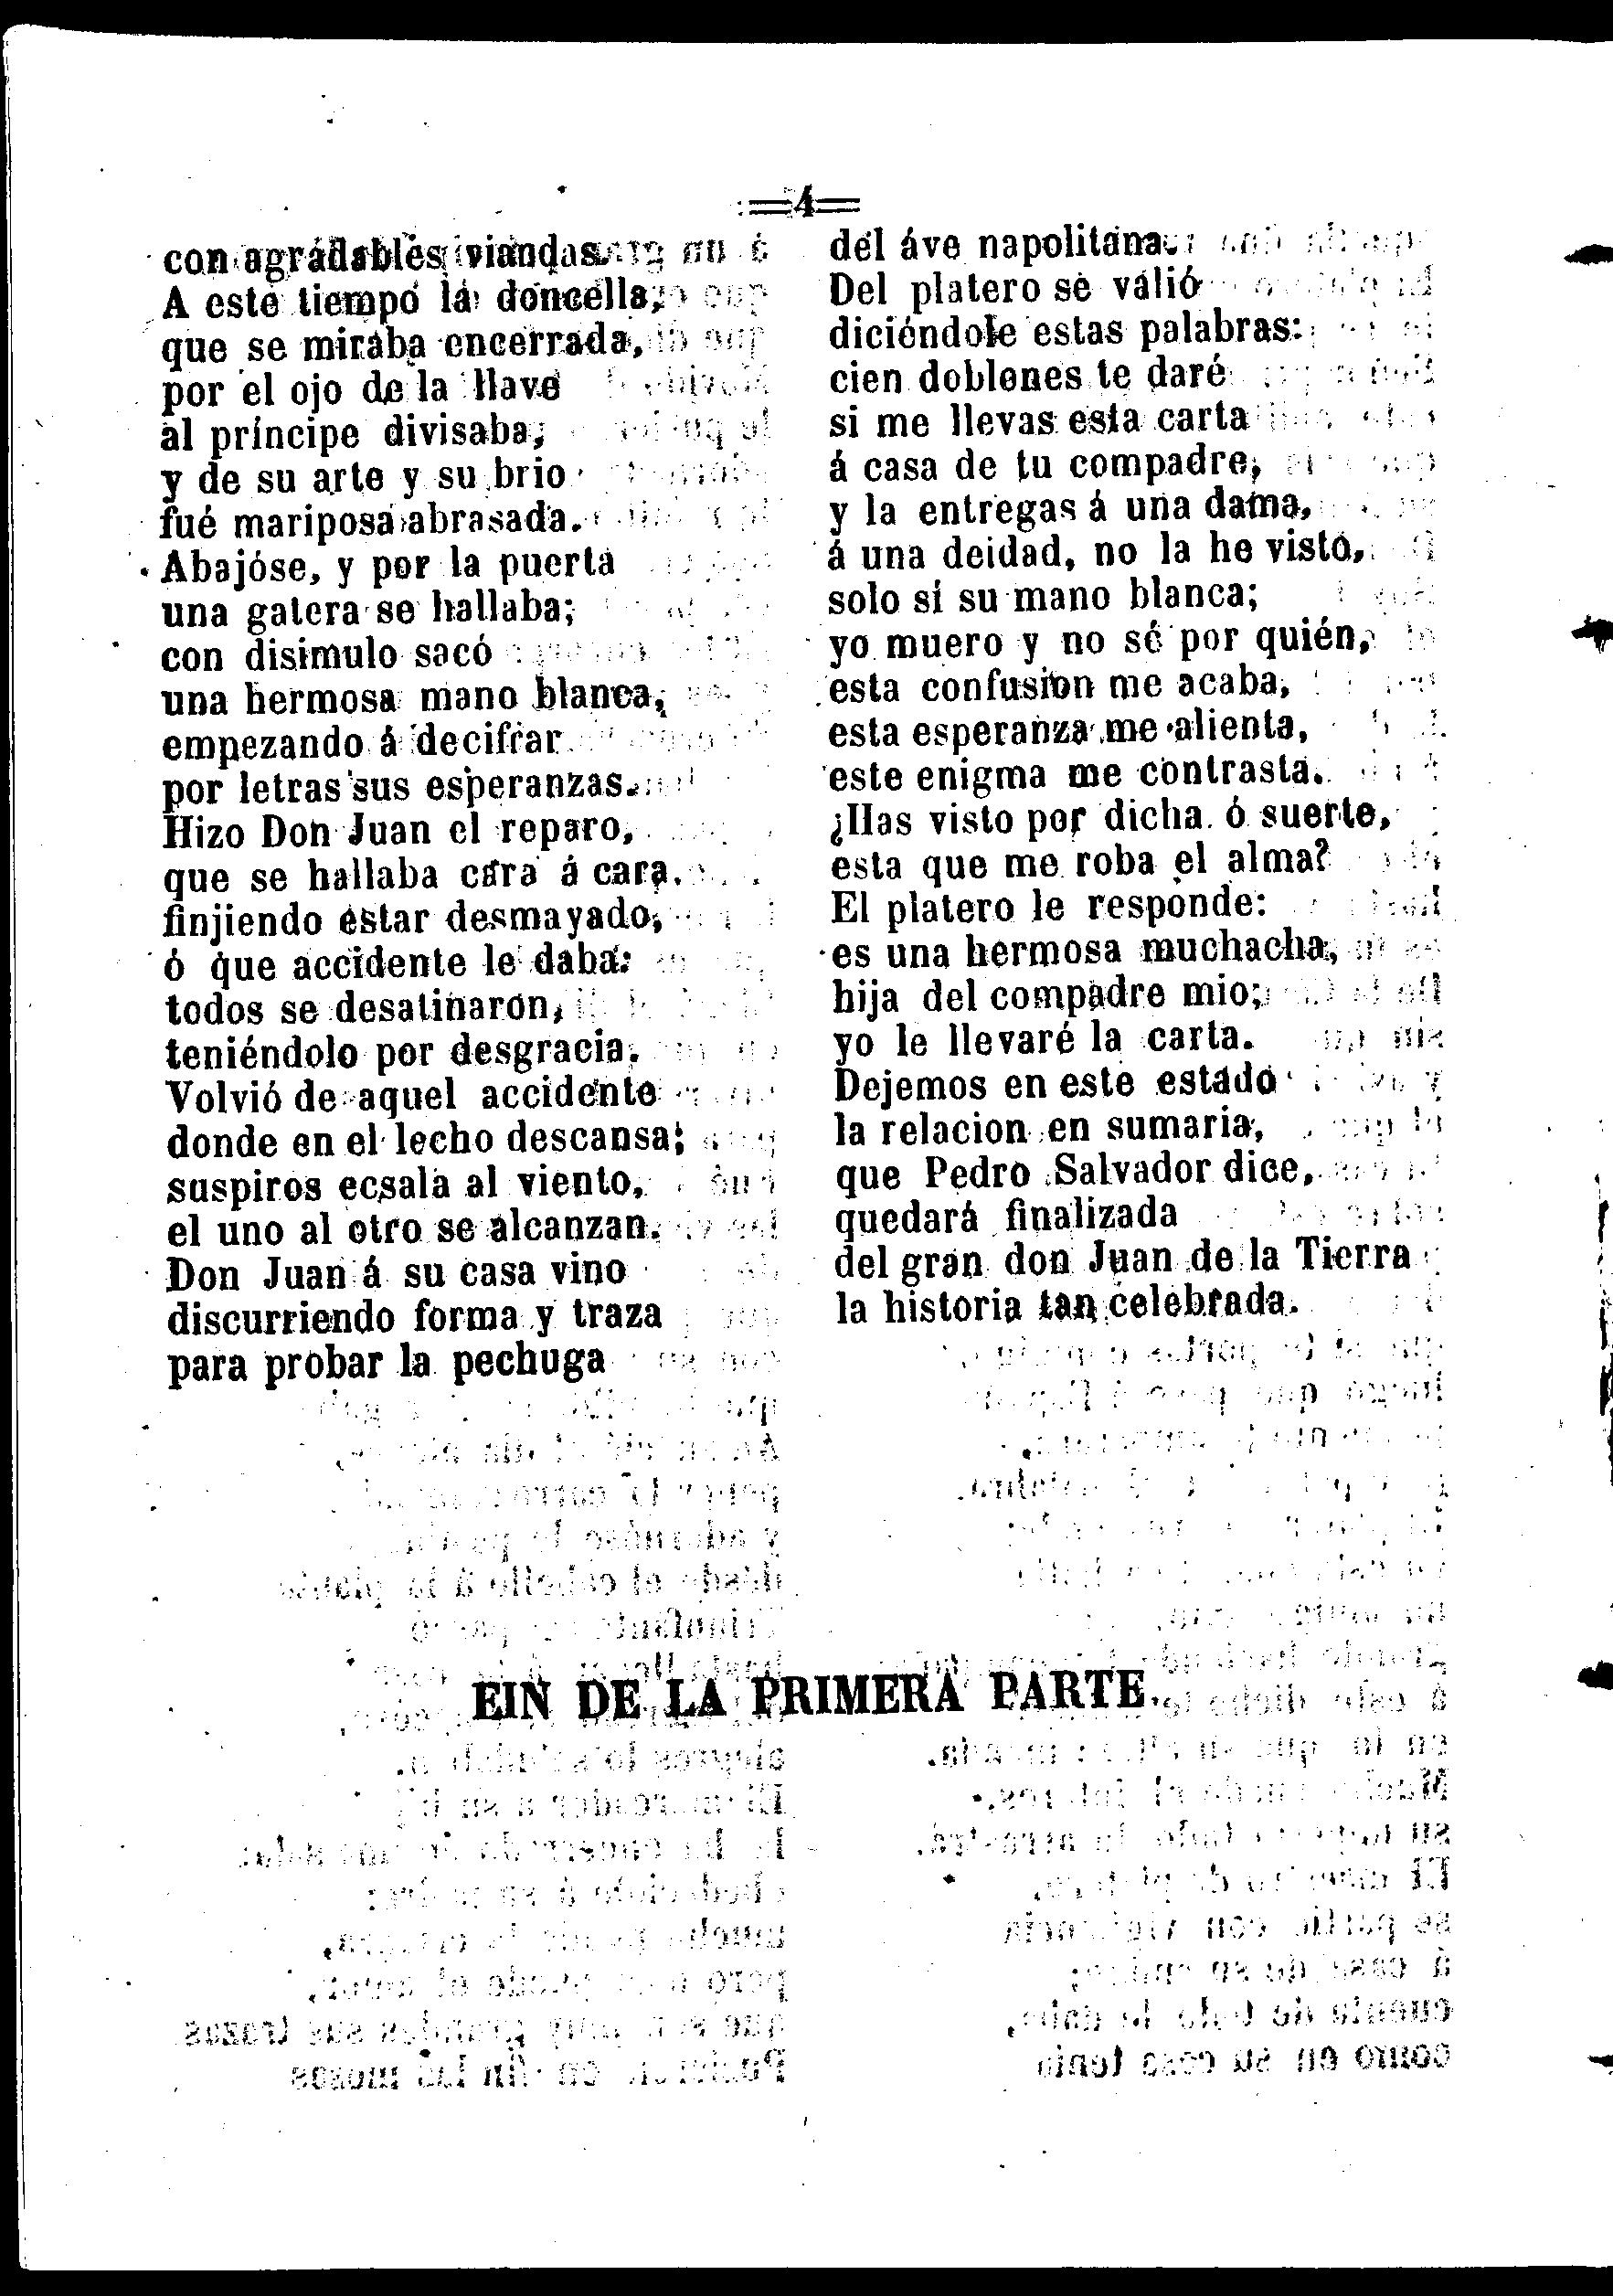 =4=
con agradables viandas.
A este tiempo la doncella,
que se miraba encerrada,
por el ojo de la llave
al príncipe divisaba,
y de su arte y su brio
fué mariposa abrasada.
Abajóse, y por la puerta
una gatera se hallaba;
con disimulo sacó
una hermosa mano blanca,
empezando á decifrar
por letras sus esperanzas.
Hizo Don Juan el reparo,
que se hallaba cara á cara.
finjiendo estar desmayado,
ó que accidente le daba:
todos se desatinaron,
teniéndolo por desgracia.
Volvió de aquel accidente
donde en el lecho descansa;
suspiros ecsala al viento,
el uno al otro se alcanzan.
Don Juan á su casa vino
discurriendo forma y traza
para probar la pechuga
del áve napolitana.
Del platero se valió
diciéndole estas palabras:
cien doblones te daré
si me llevas esta carta
á casa de tu compadre,
y la entregas á una dama,
á una deidad, no la he visto,
solo sí su mano blanca;
yo muero y no sé por quién,
esta confusion me acaba,
esta esperanza me alienta,
este enigma me contrasta.
¿Has visto por dicha ó suerte,
esta que me roba el alma?
El platero le responde:
es una hermosa muchacha,
hija del compadre mio;
yo le llevaré la carta.
Dejemos en este estado
la relacion en sumaria,
que Pedro Salvador dice,
quedará finalizada
del gran don Juan de la Tierra
la historia tan celebrada.
EIN DE LA PRIMERA PARTE.